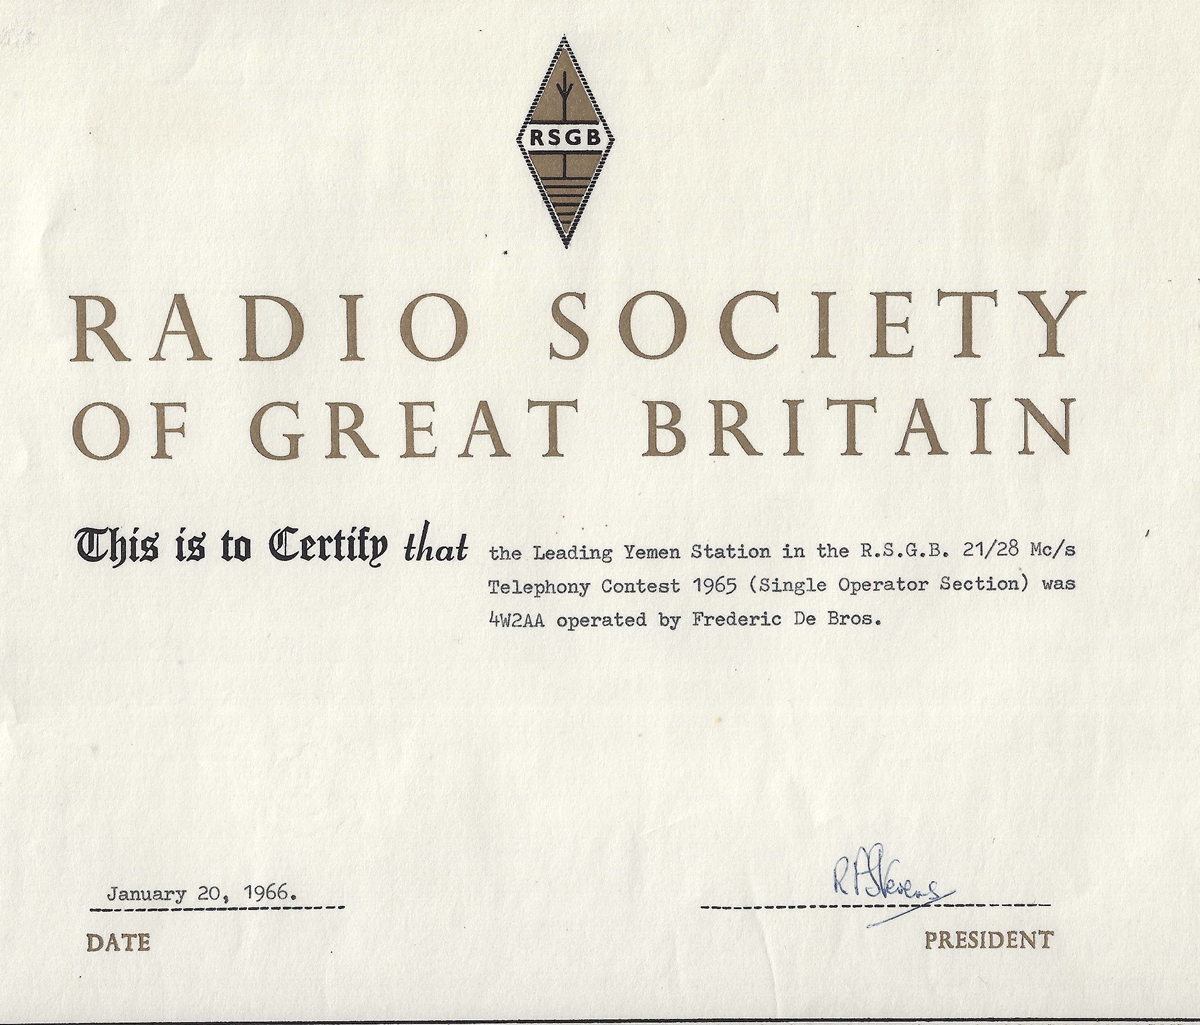 RSGB
RADIO SOCIETY
OF GREAT BRITAIN
This is to Certify that the Leading Yemen Station in the R.S.G.B. 21/28 Mc/s
Telephony Contest 1965 (Single Operator Section) was
4W2AA operated by Frederic De Bros.
January 20, 1966.
R A Stevens
DATE
PRESIDENT